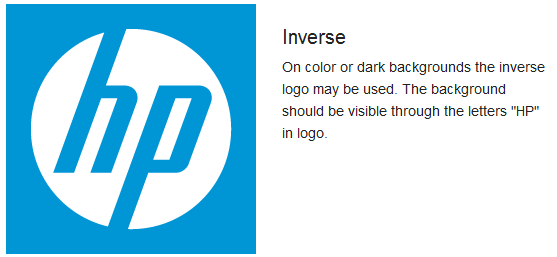 hp
Inverse
On color or dark backgrounds the inverse
logo may be used. The background
should be visible through the letters "HP"
in logo.